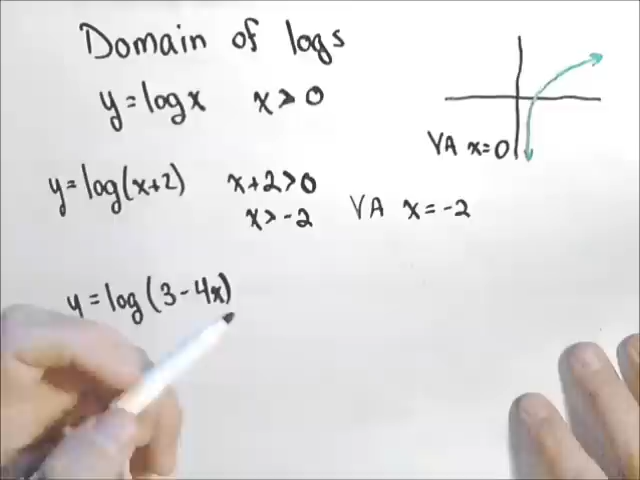 Domain of logs
y = log x   x > 0
VA x = 0
y = log(x+2)   x+2 > 0
x > -2   VA x = -2
y = log(3 - 4x)